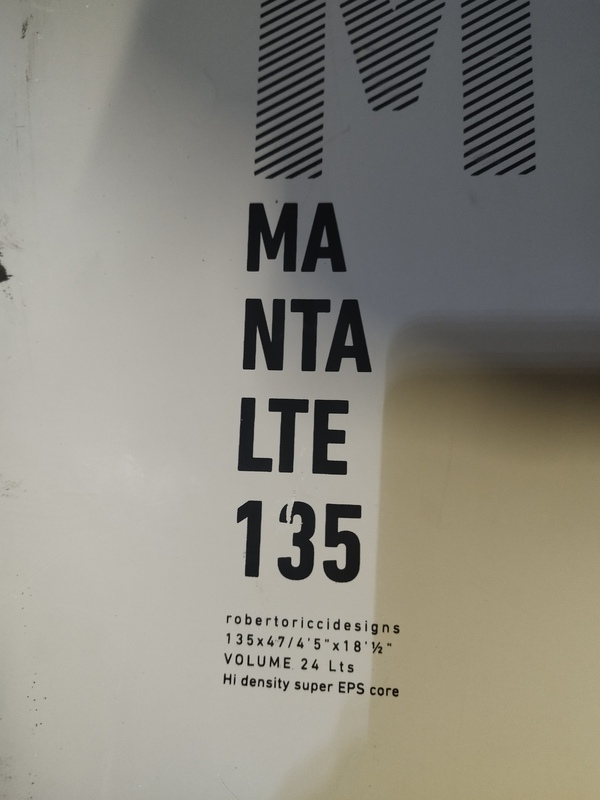 M
MA
NTA
LTE
135
robertoriccidesigns
135x47/4'5"x18'½"
VOLUME 24 Lts
Hi density super EPS core